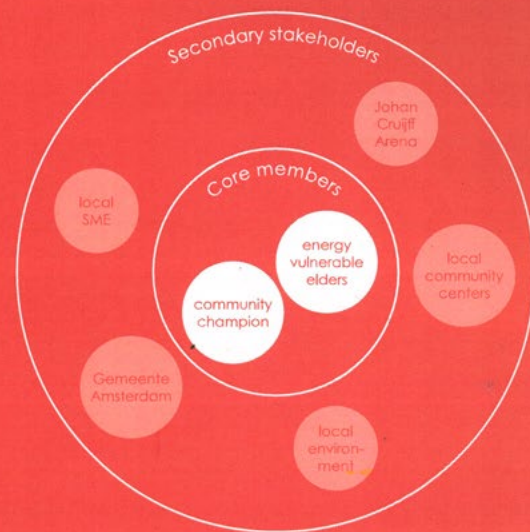 Secondary stakeholders
Johan
Cruijff
Arena
Core members
local
SME
energy
vulnerable
elders
local
community
centers
community
champion
Gemeente
Amsterdam
local
environ-
ment